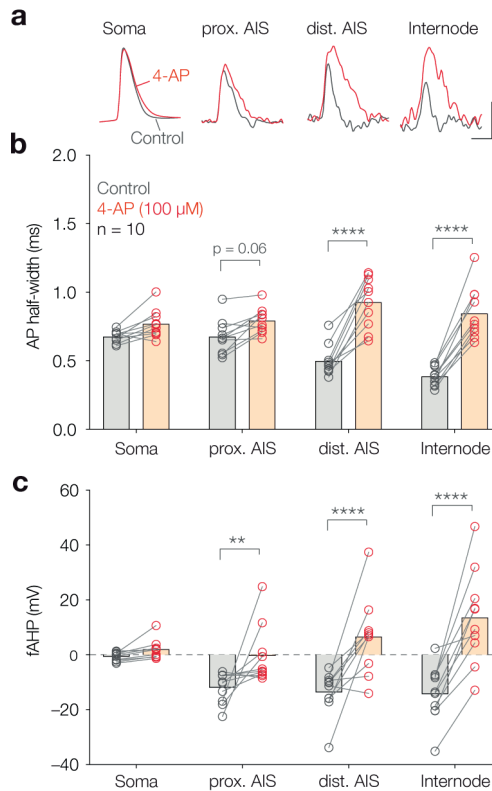 a
Soma
prox. AIS
dist. AIS
Internode
4-AP
Control
b
2.0
1.5
1.0
0.5
0.0
AP half-width (ms)
Control
4-AP (100 µM)
n = 10
p = 0.06
****
****
Soma
prox. AIS
dist. AIS
Internode
c
60
40
20
0
−20
−40
fAHP (mV)
**
****
****
Soma
prox. AIS
dist. AIS
Internode